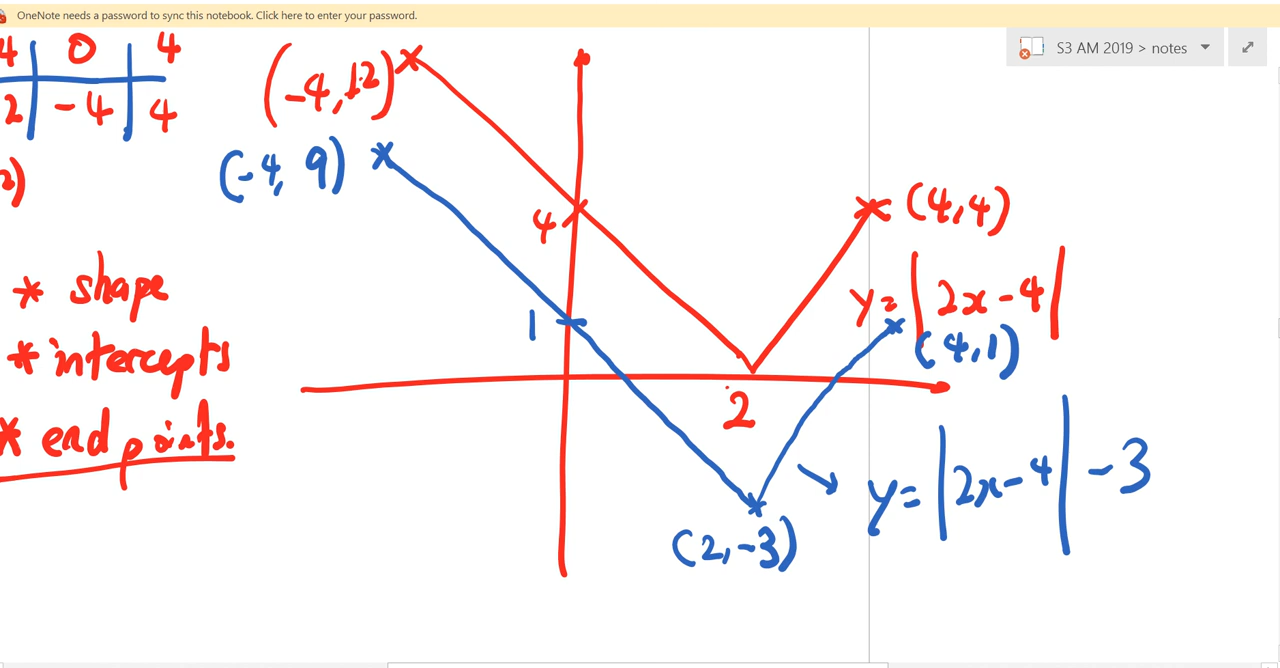 OneNote needs a password to sync this notebook. Click here to enter your password.
S3 AM 2019 > notes
4 | 0 | 4
2 | -4 | 4
2)
* shape
* intercepts
* end points.
(-4,12)
(-4, 9)
4
1
2
(4,4)
y= |2x-4|
(4,1)
y= |2x-4| -3
(2,-3)